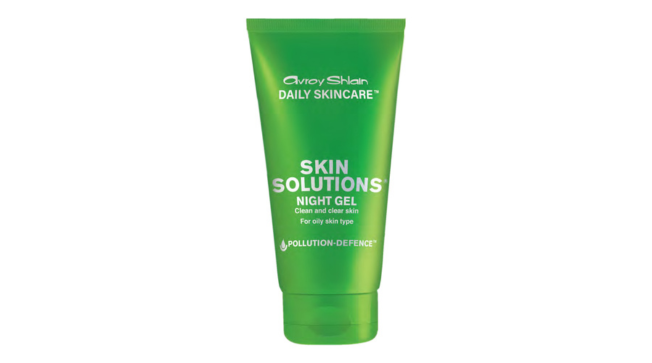 Avroy Shlain
DAILY SKINCARE™
SKIN
SOLUTIONS®
NIGHT GEL
Clean and clear skin
For oily skin type
POLLUTION-DEFENCE™